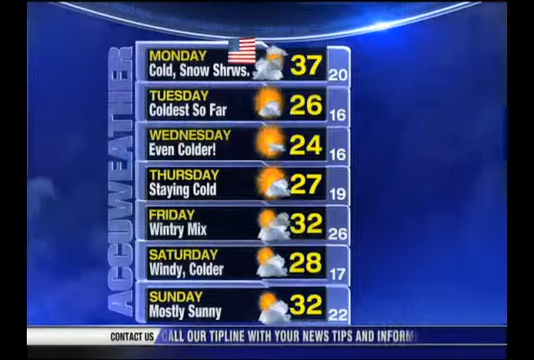 ACCUWEATHER
MONDAY
Cold, Snow Shwrs.
37
20
TUESDAY
Coldest So Far
26
16
WEDNESDAY
Even Colder!
24
16
THURSDAY
Staying Cold
27
19
FRIDAY
Wintry Mix
32
26
SATURDAY
Windy, Colder
28
17
SUNDAY
Mostly Sunny
32
22
CONTACT US
CALL OUR TIPLINE WITH YOUR NEWS TIPS AND INFORM